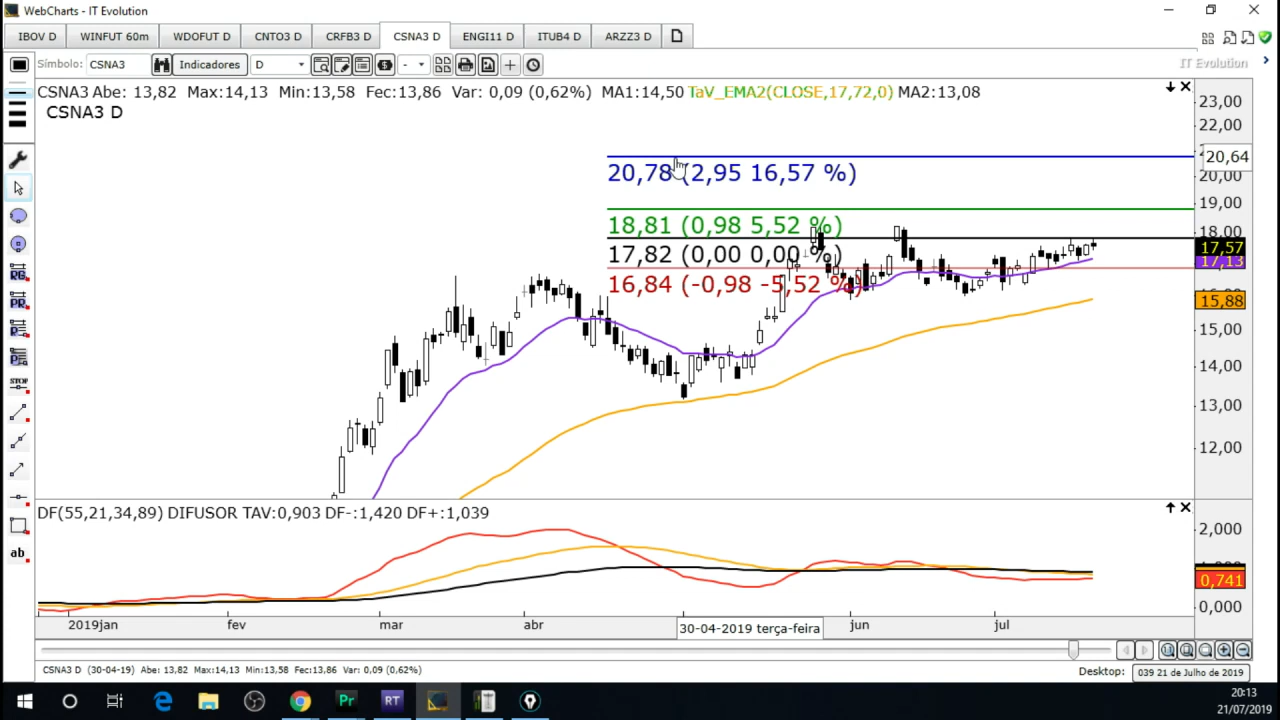 WebCharts - IT Evolution
IBOV D WINFUT 60m WDOFUT D CNTO3 D CRFB3 D CSNA3 D ENGI11 D ITUB4 D ARZZ3 D
Símbolo: CSNA3 Indicadores D - IT Evolution
CSNA3 Abe: 13,82 Max:14,13 Min:13,58 Fec:13,86 Var: 0,09 (0,62%) MA1:14,50 TaV_EMA2(CLOSE,17,72,0) MA2:13,08
CSNA3 D
23,00
22,00
20,64
20,78 (2,95 16,57 %)
20,00
19,00
18,81 (0,98 5,52 %)
18,00
17,82 (0,00 0,00 %)
17,57
17,13
16,84 (-0,98 -5,52 %)
15,88
15,00
14,00
13,00
12,00
RG
PR
STOP
ab
DF(55,21,34,89) DIFUSOR TAV:0,903 DF-:1,420 DF+:1,039
2,000
0,741
0,000
2019jan fev mar abr 30-04-2019 terça-feira jun jul
CSNA3 D (30-04-19) Abe: 13,82 Max:14,13 Min:13,58 Fec:13,86 Var: 0,09 (0.62%)
Desktop: 039 21 de Julho de 2019
Pr RT
20:13
21/07/2019